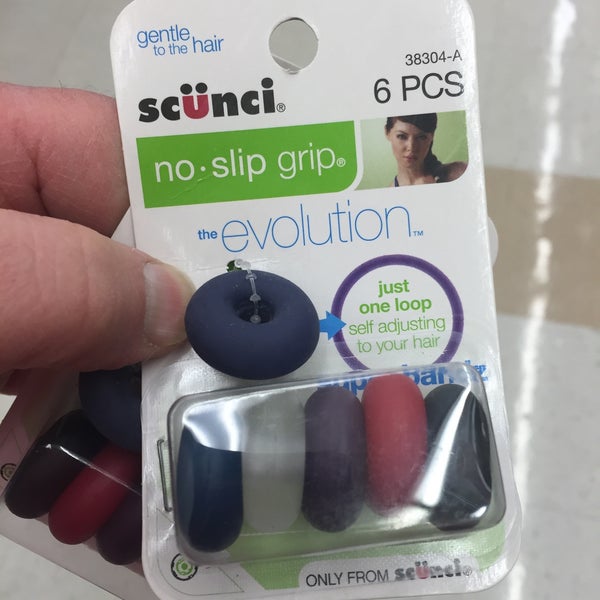 gentle
to the hair
38304-A
scünci®
6 PCS
no·slip grip®
the evolution™
just
one loop
self adjusting
to your hair
ONLY FROM scünci®